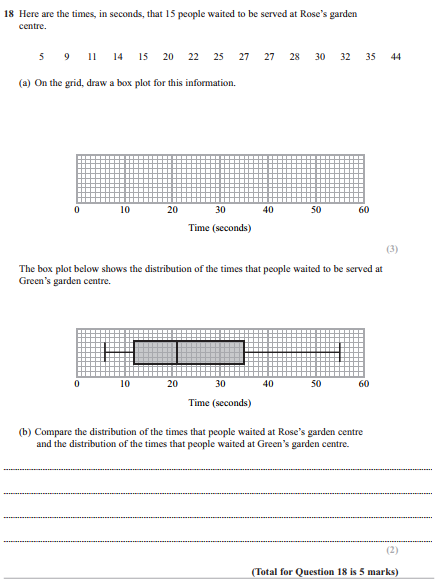 18 Here are the times, in seconds, that 15 people waited to be served at Rose's garden
centre.
5 9 11 14 15 20 22 25 27 27 28 30 32 35 44
(a) On the grid, draw a box plot for this information.
0 10 20 30 40 50 60
Time (seconds)
(3)
The box plot below shows the distribution of the times that people waited to be served at
Green's garden centre.
0 10 20 30 40 50 60
Time (seconds)
(b) Compare the distribution of the times that people waited at Rose's garden centre
and the distribution of the times that people waited at Green's garden centre.
(2)
(Total for Question 18 is 5 marks)